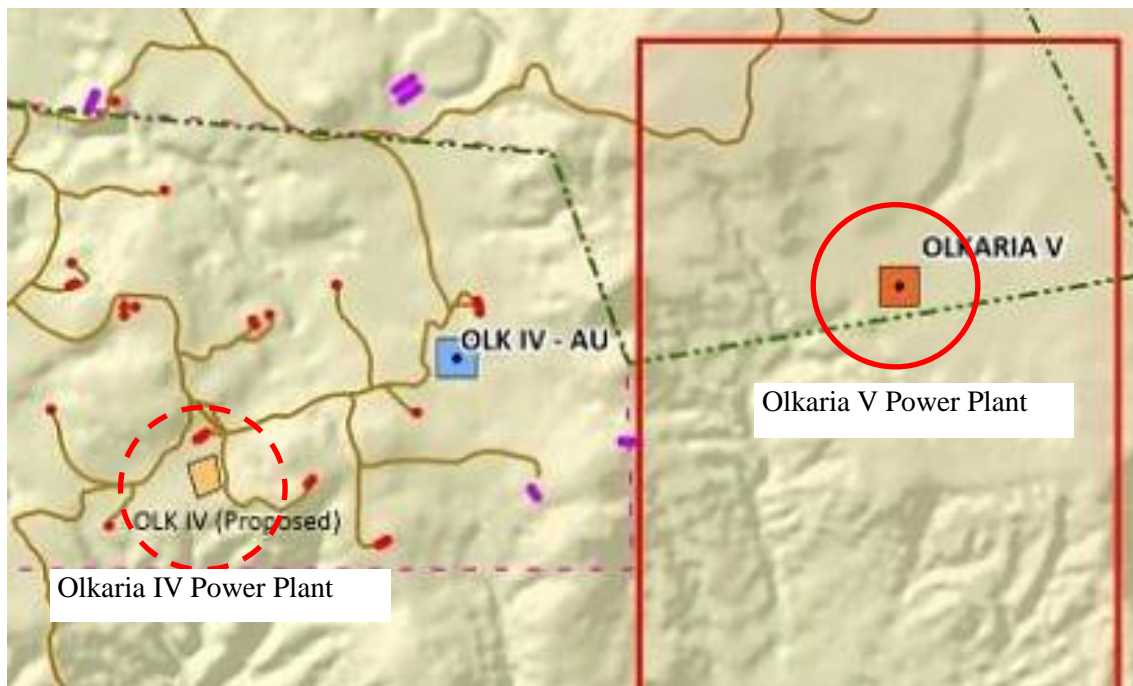 OLKARIA V
OLK IV - AU
Olkaria V Power Plant
OLK IV (Proposed)
Olkaria IV Power Plant